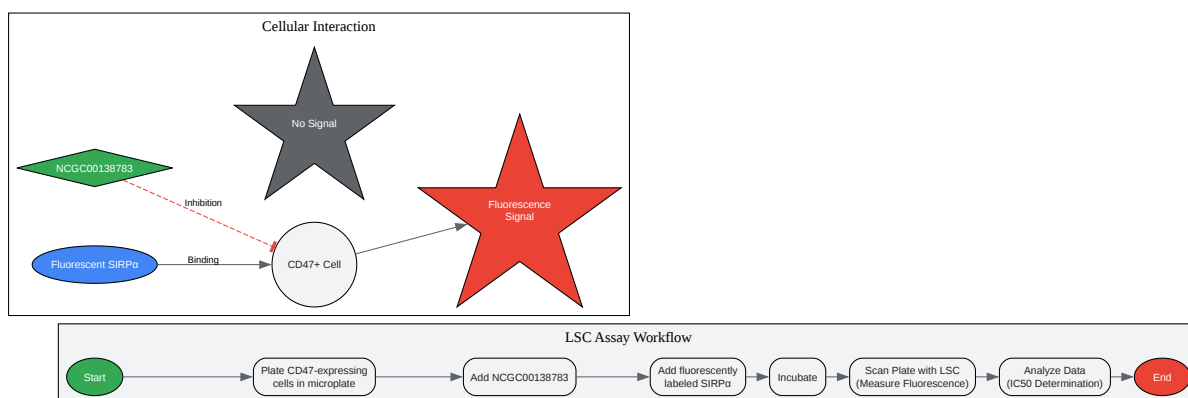 Cellular Interaction
No Signal
NCGC00138783
Inhibition
Fluorescence
Signal
Fluorescent SIRPα
Binding
CD47+ Cell
LSC Assay Workflow
Start
Plate CD47-expressing
cells in microplate
Add NCGC00138783
Add fluorescently
labeled SIRPα
Incubate
Scan Plate with LSC
(Measure Fluorescence)
Analyze Data
(IC50 Determination)
End